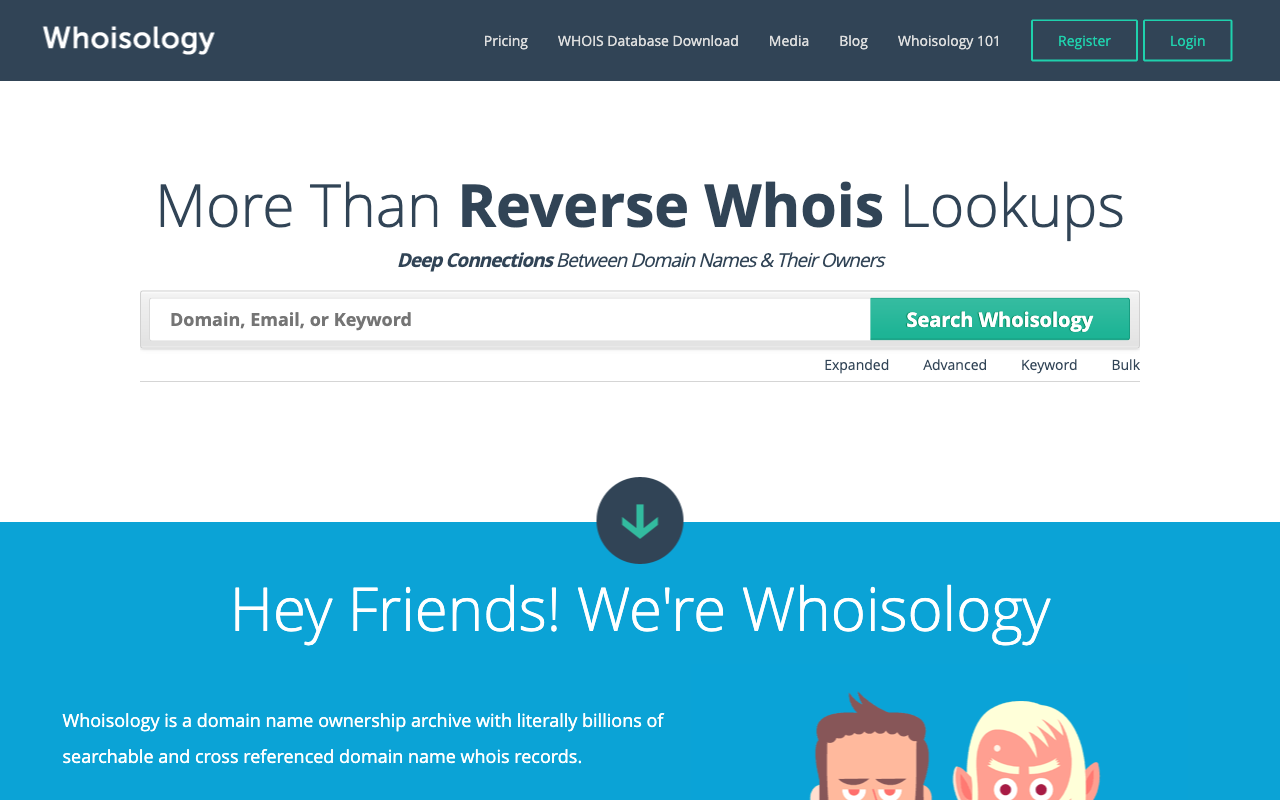 Whoisology
Pricing
WHOIS Database Download
Media
Blog
Whoisology 101
Register
Login
More Than Reverse Whois Lookups
Deep Connections Between Domain Names & Their Owners
Domain, Email, or Keyword
Search Whoisology
Expanded
Advanced
Keyword
Bulk
Hey Friends! We're Whoisology
Whoisology is a domain name ownership archive with literally billions of
searchable and cross referenced domain name whois records.